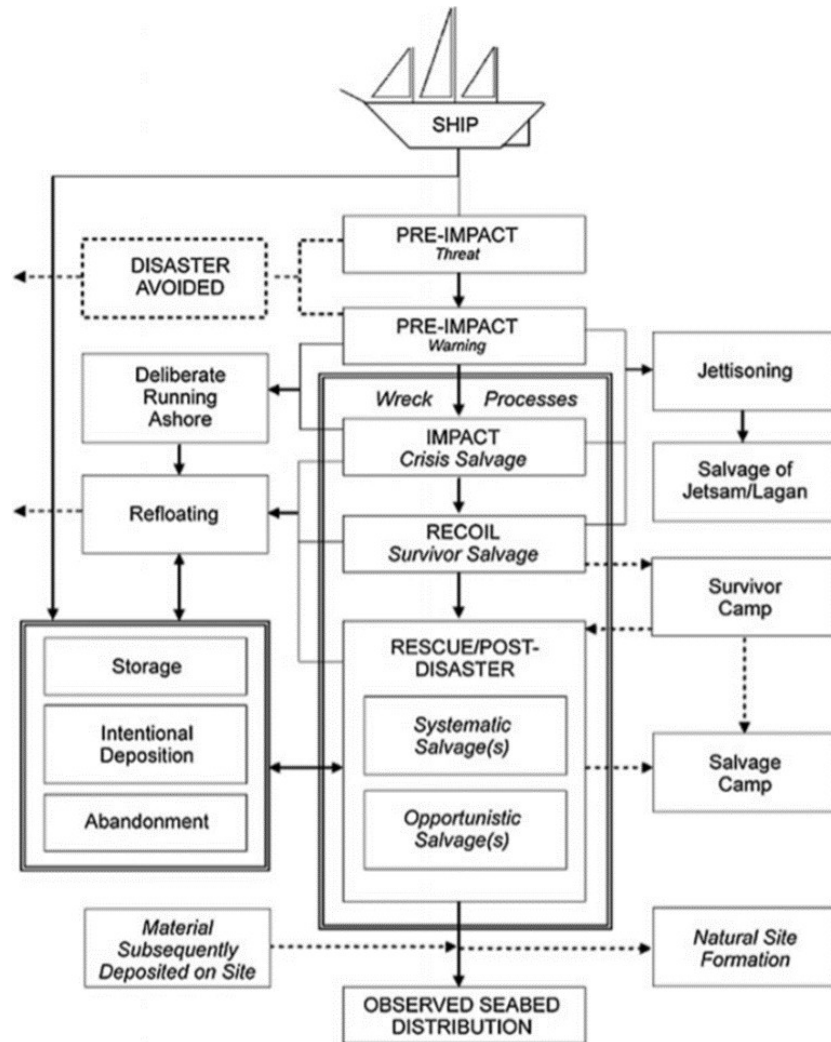 SHIP
PRE-IMPACT
Threat
DISASTER
AVOIDED
PRE-IMPACT
Warning
Deliberate
Running
Ashore
Wreck Processes
Jettisoning
IMPACT
Crisis Salvage
Salvage of
Jetsam/Lagan
Refloating
RECOIL
Survivor Salvage
Survivor
Camp
RESCUE/POST-
DISASTER
Storage
Intentional
Deposition
Abandonment
Systematic
Salvage(s)
Opportunistic
Salvage(s)
Salvage
Camp
Material
Subsequently
Deposited on Site
Natural Site
Formation
OBSERVED SEABED
DISTRIBUTION